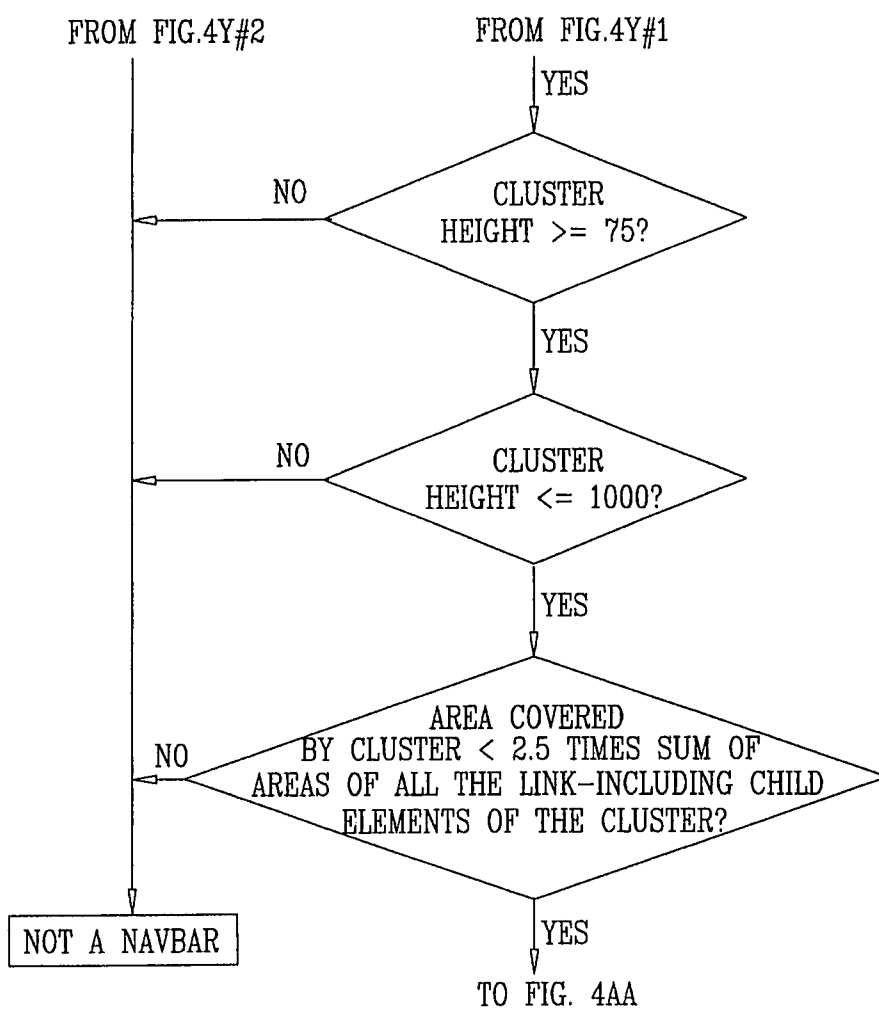 FROM FIG.4Y#2
FROM FIG.4Y#1
YES
NO
CLUSTER
HEIGHT >= 75?
YES
NO
CLUSTER
HEIGHT <= 1000?
YES
NO
AREA COVERED
BY CLUSTER < 2.5 TIMES SUM OF
AREAS OF ALL THE LINK-INCLUDING CHILD
ELEMENTS OF THE CLUSTER?
NOT A NAVBAR
YES
TO FIG. 4AA